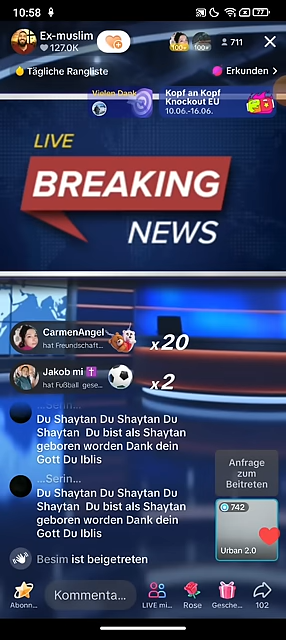 10:58
77
Ex-muslim
127.0K
100+
100+
711
Tägliche Rangliste
Erkunden >
Vielen Dank
Kopf an Kopf
Knockout EU
10.06.-16.06.
LIVE
BREAKING
NEWS
CarmenAngel
hat Freundschaft...
x20
Jakob mi
hat Fußball gese...
x2
...Serin...
Du Shaytan Du Shaytan Du
Shaytan Du bist als Shaytan
geboren worden Dank dein
Gott Du Iblis
...Serin...
Du Shaytan Du Shaytan Du
Shaytan Du bist als Shaytan
geboren worden Dank dein
Gott Du Iblis
Anfrage
zum
Beitreten
742
Urban 2.0
Besim ist beigetreten
Abonn...
Kommenta...
LIVE mi...
Rose
Gesche...
102